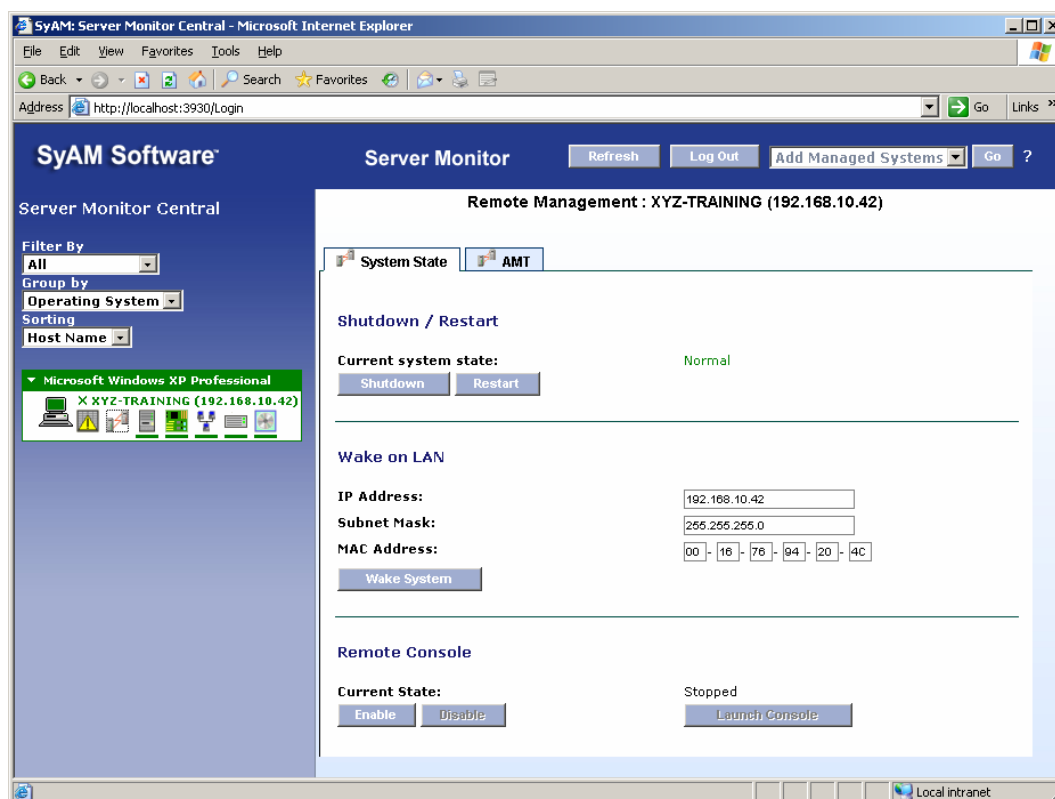 SyAM: Server Monitor Central - Microsoft Internet Explorer
File Edit View Favorites Tools Help
Back Search Favorites
Address http://localhost:3930/Login Go Links »
SyAM Software™ Server Monitor Refresh Log Out Add Managed Systems Go ?
Server Monitor Central
Filter By
All
Group by
Operating System
Sorting
Host Name
Microsoft Windows XP Professional
X XYZ-TRAINING (192.168.10.42)
Remote Management : XYZ-TRAINING (192.168.10.42)
System State AMT
Shutdown / Restart
Current system state: Normal
Shutdown Restart
Wake on LAN
IP Address: 192.168.10.42
Subnet Mask: 255.255.255.0
MAC Address: 00 - 16 - 76 - 94 - 20 - 4C
Wake System
Remote Console
Current State: Stopped
Enable Disable Launch Console
Local intranet